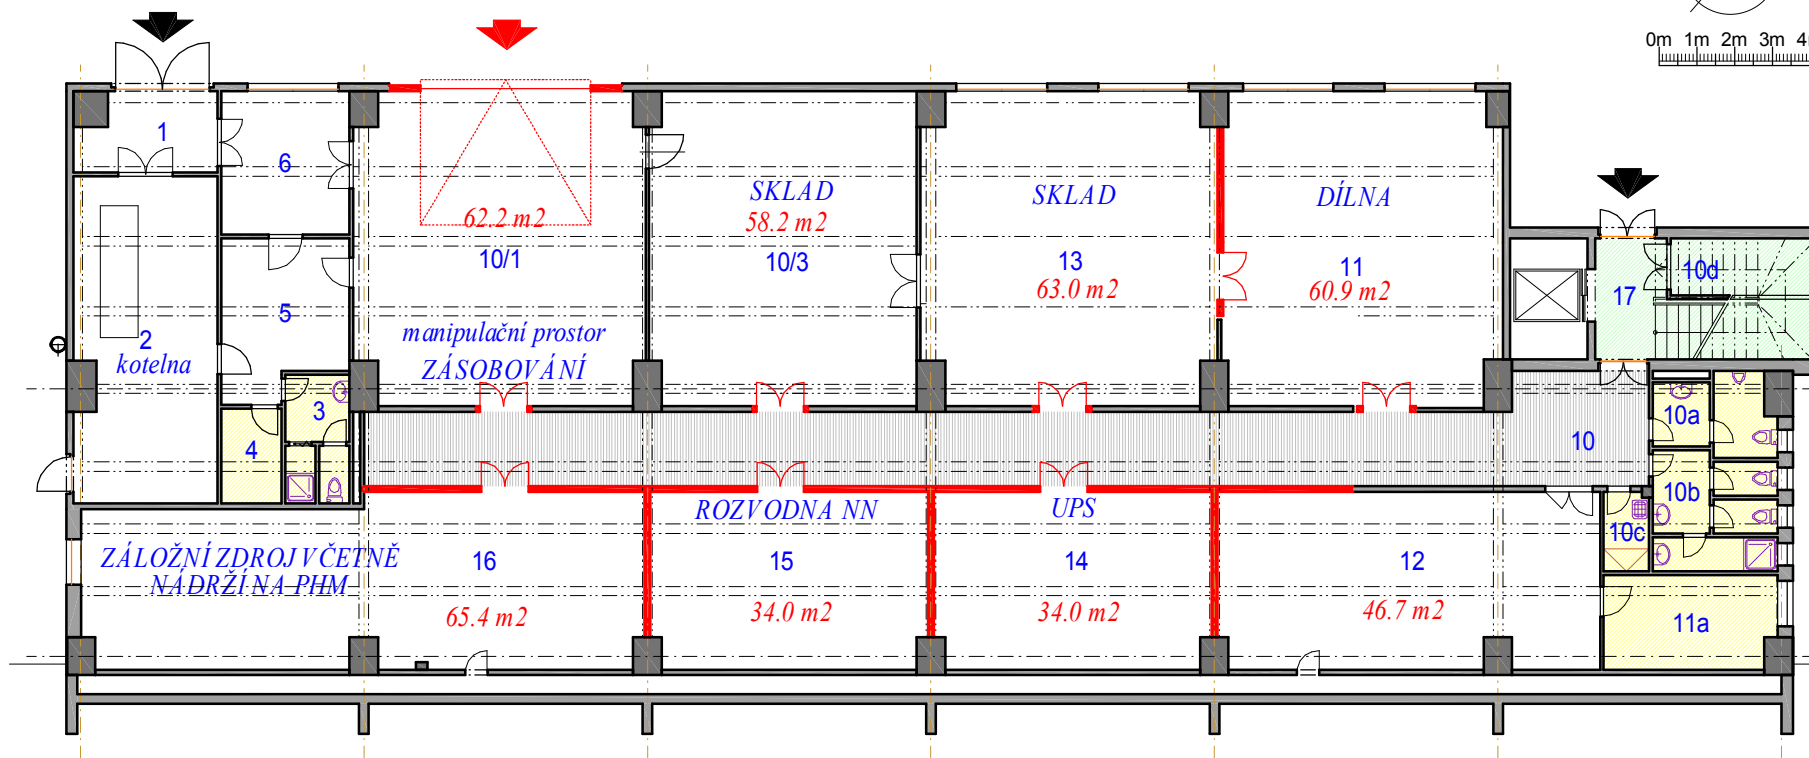 0m 1m 2m 3m
1
6
SKLAD
58.2 m2
10/3
62.2 m2
10/1
SKLAD
13
63.0 m2
DÍLNA
11
60.9 m2
17
10d
2
kotelna
5
manipulační prostor
ZÁSOBOVÁNÍ
3
4
10
10a
10b
10c
ZÁLOŽNÍ ZDROJ VČETNĚ
NÁDRŽÍ NA PHM
16
65.4 m2
ROZVODNA NN
15
34.0 m2
UPS
14
34.0 m2
12
46.7 m2
11a